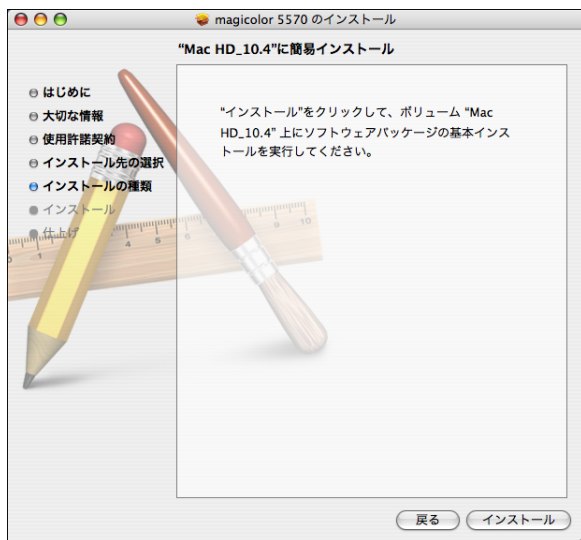 magicolor 5570 のインストール
“Mac HD_10.4”に簡易インストール
はじめに
大切な情報
使用許諾契約
インストール先の選択
インストールの種類
インストール
仕上げ
“インストール”をクリックして、ボリューム “Mac
HD_10.4” 上にソフトウェアパッケージの基本インス
トールを実行してください。
1
4
5
6
10
戻る
インストール